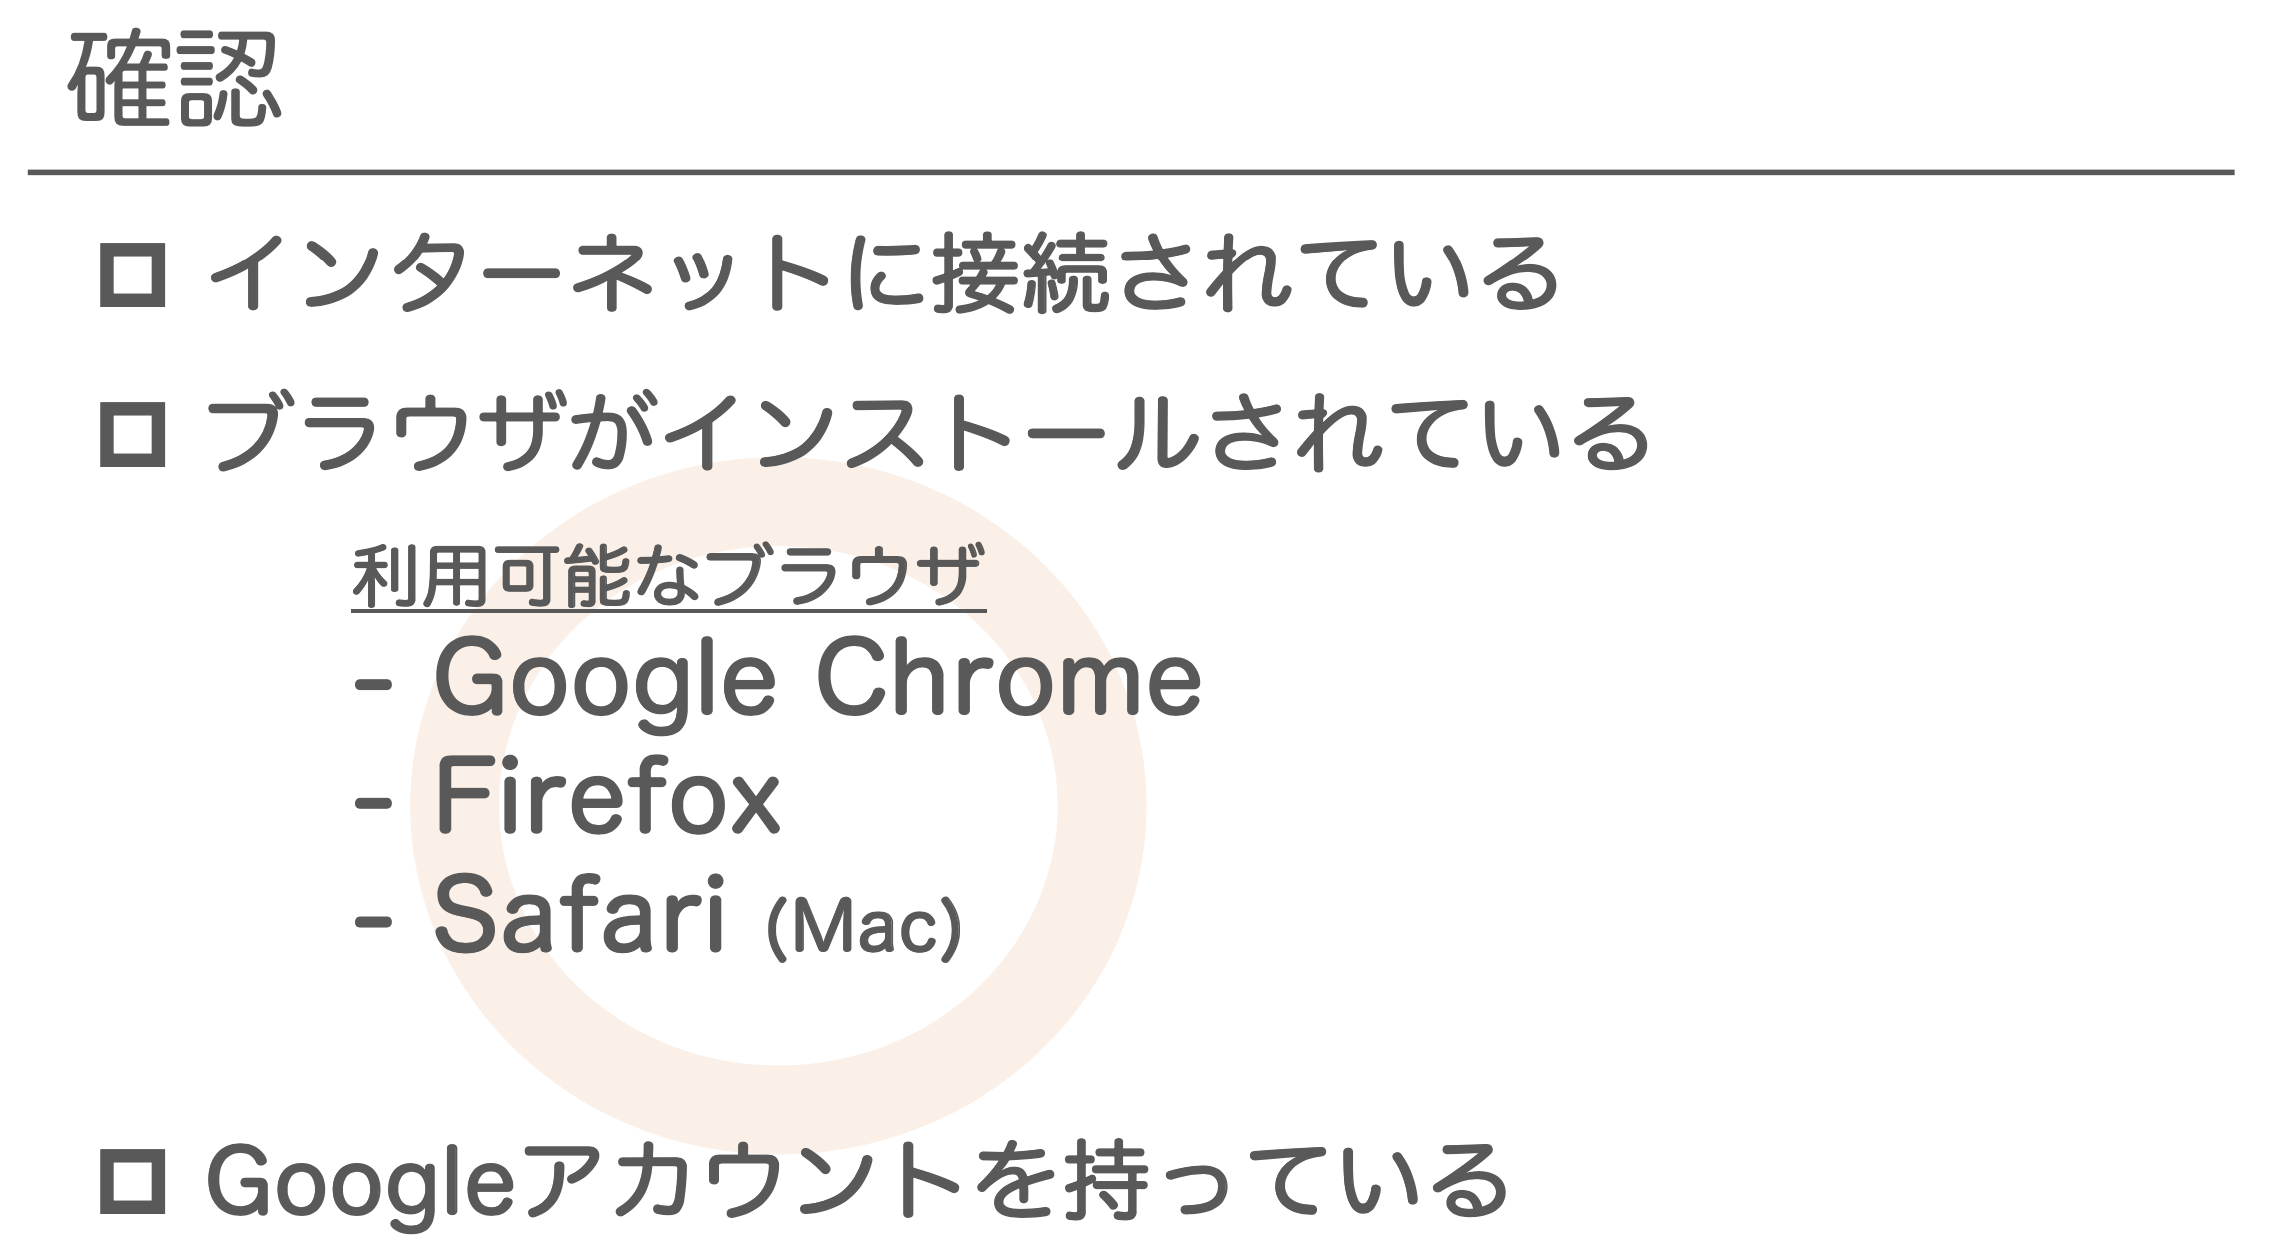 確認
□ インターネットに接続されている
□ ブラウザがインストールされている
利用可能なブラウザ
- Google Chrome
- Firefox
- Safari (Mac)
□ Googleアカウントを持っている